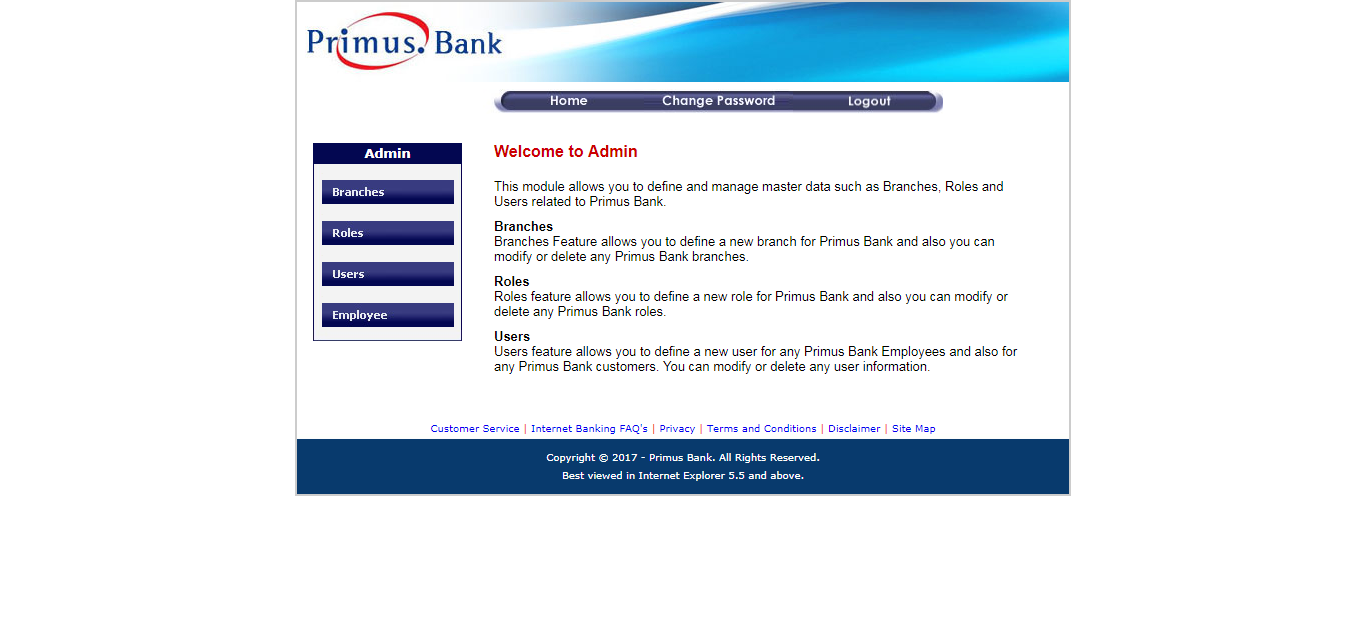 Primus. Bank
Home Change Password Logout
Admin
Branches
Roles
Users
Employee
Welcome to Admin
This module allows you to define and manage master data such as Branches, Roles and
Users related to Primus Bank.
Branches
Branches Feature allows you to define a new branch for Primus Bank and also you can
modify or delete any Primus Bank branches.
Roles
Roles feature allows you to define a new role for Primus Bank and also you can modify or
delete any Primus Bank roles.
Users
Users feature allows you to define a new user for any Primus Bank Employees and also for
any Primus Bank customers. You can modify or delete any user information.
Customer Service | Internet Banking FAQ's | Privacy | Terms and Conditions | Disclaimer | Site Map
Copyright © 2017 - Primus Bank. All Rights Reserved.
Best viewed in Internet Explorer 5.5 and above.